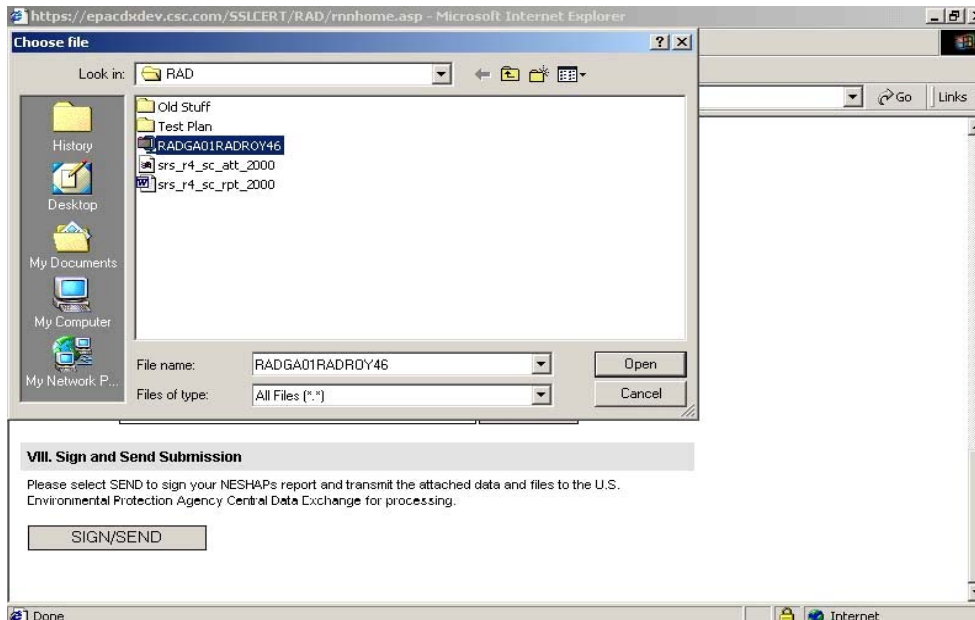 https://epacdxdev.csc.com/SSLCERT/RAD/rnnhome.asp - Microsoft Internet Explorer
Choose file
Look in: RAD
Go Links
History
Desktop
My Documents
My Computer
My Network P...
Old Stuff
Test Plan
RADGA01RADROY46
srs_r4_sc_att_2000
srs_r4_sc_rpt_2000
File name: RADGA01RADROY46 Open
Files of type: All Files (*.*) Cancel
VIII. Sign and Send Submission
Please select SEND to sign your NESHAPs report and transmit the attached data and files to the U.S.
Environmental Protection Agency Central Data Exchange for processing.
SIGN/SEND
Done Internet